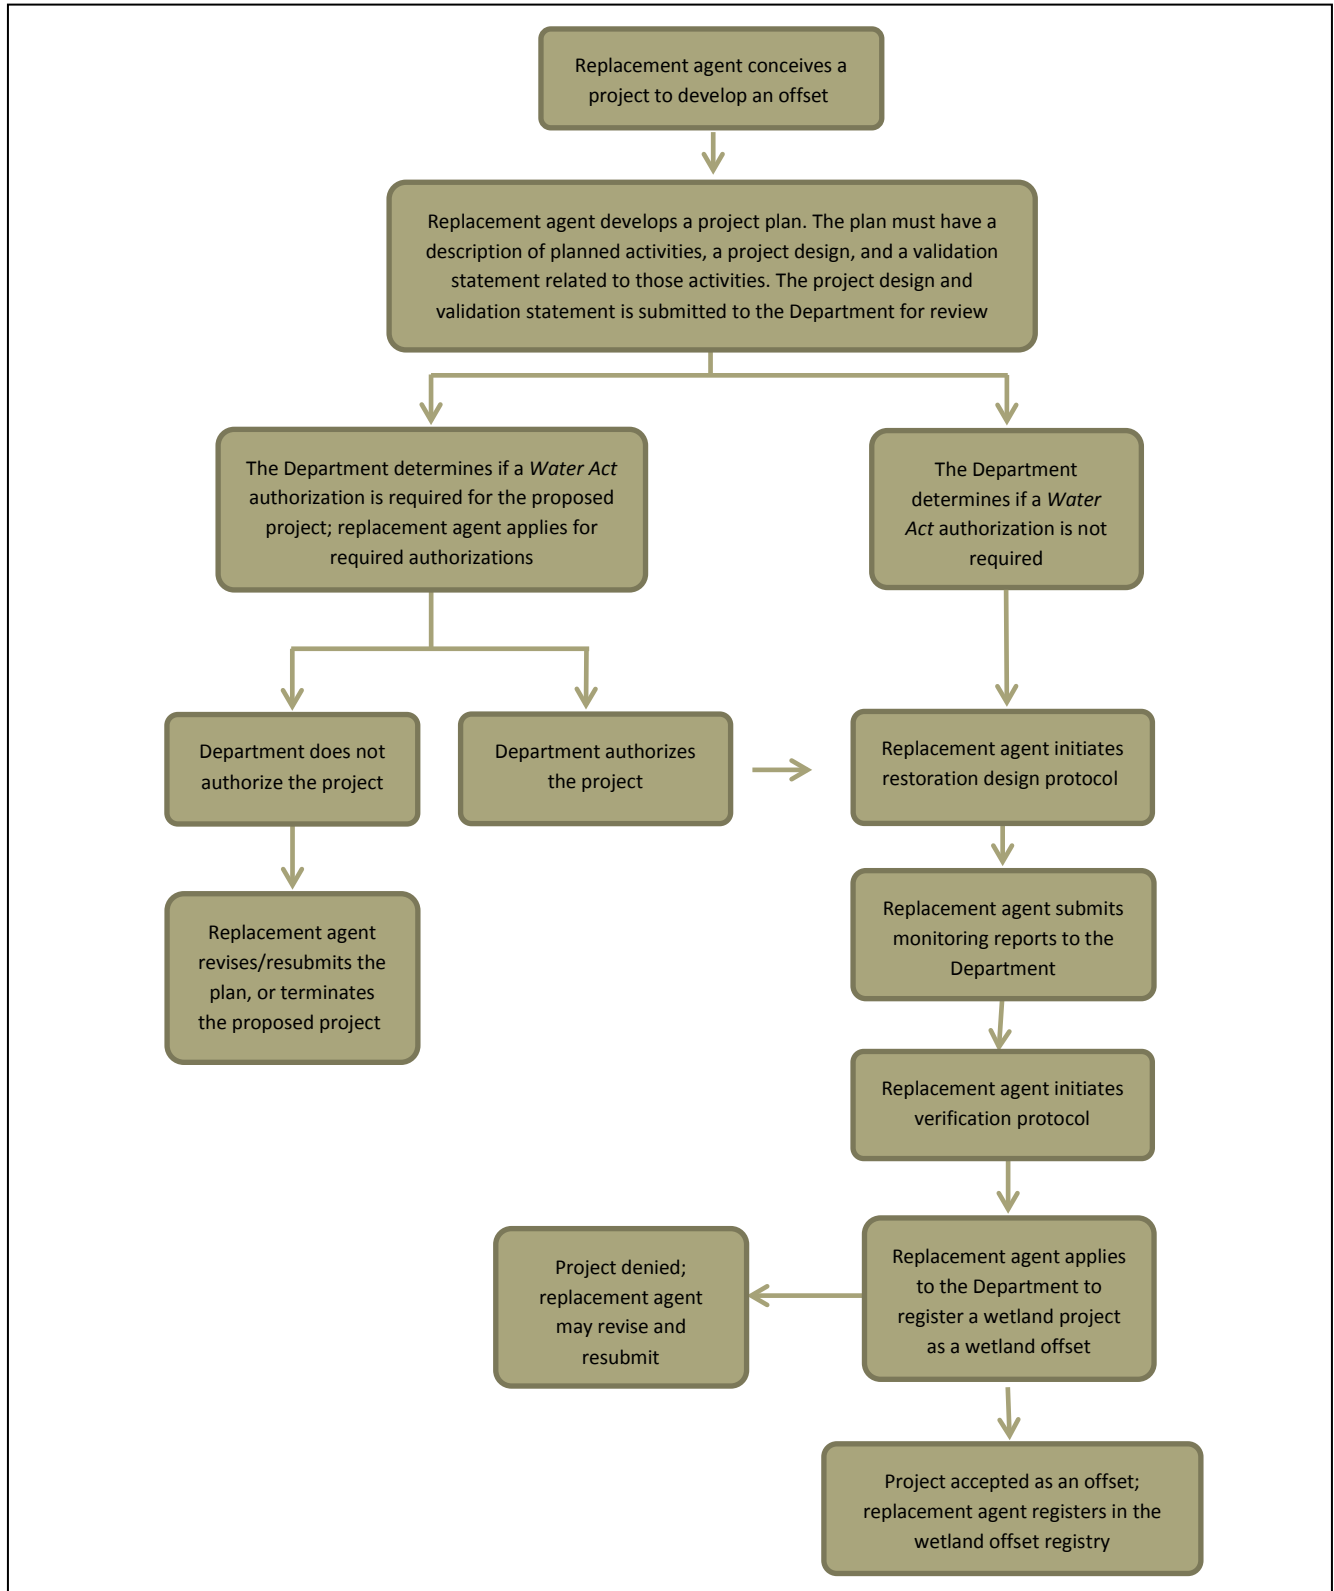 Replacement agent conceives a
project to develop an offset
Replacement agent develops a project plan. The plan must have a
description of planned activities, a project design, and a validation
statement related to those activities. The project design and
validation statement is submitted to the Department for review
The Department determines if a Water Act
authorization is required for the proposed
project; replacement agent applies for
required authorizations
The Department
determines if a Water
Act authorization is not
required
Department does not
authorize the project
Department authorizes
the project
Replacement agent initiates
restoration design protocol
Replacement agent
revises/resubmits the
plan, or terminates
the proposed project
Replacement agent submits
monitoring reports to the
Department
Replacement agent initiates
verification protocol
Project denied;
replacement agent
may revise and
resubmit
Replacement agent applies
to the Department to
register a wetland project
as a wetland offset
Project accepted as an offset;
replacement agent registers in the
wetland offset registry